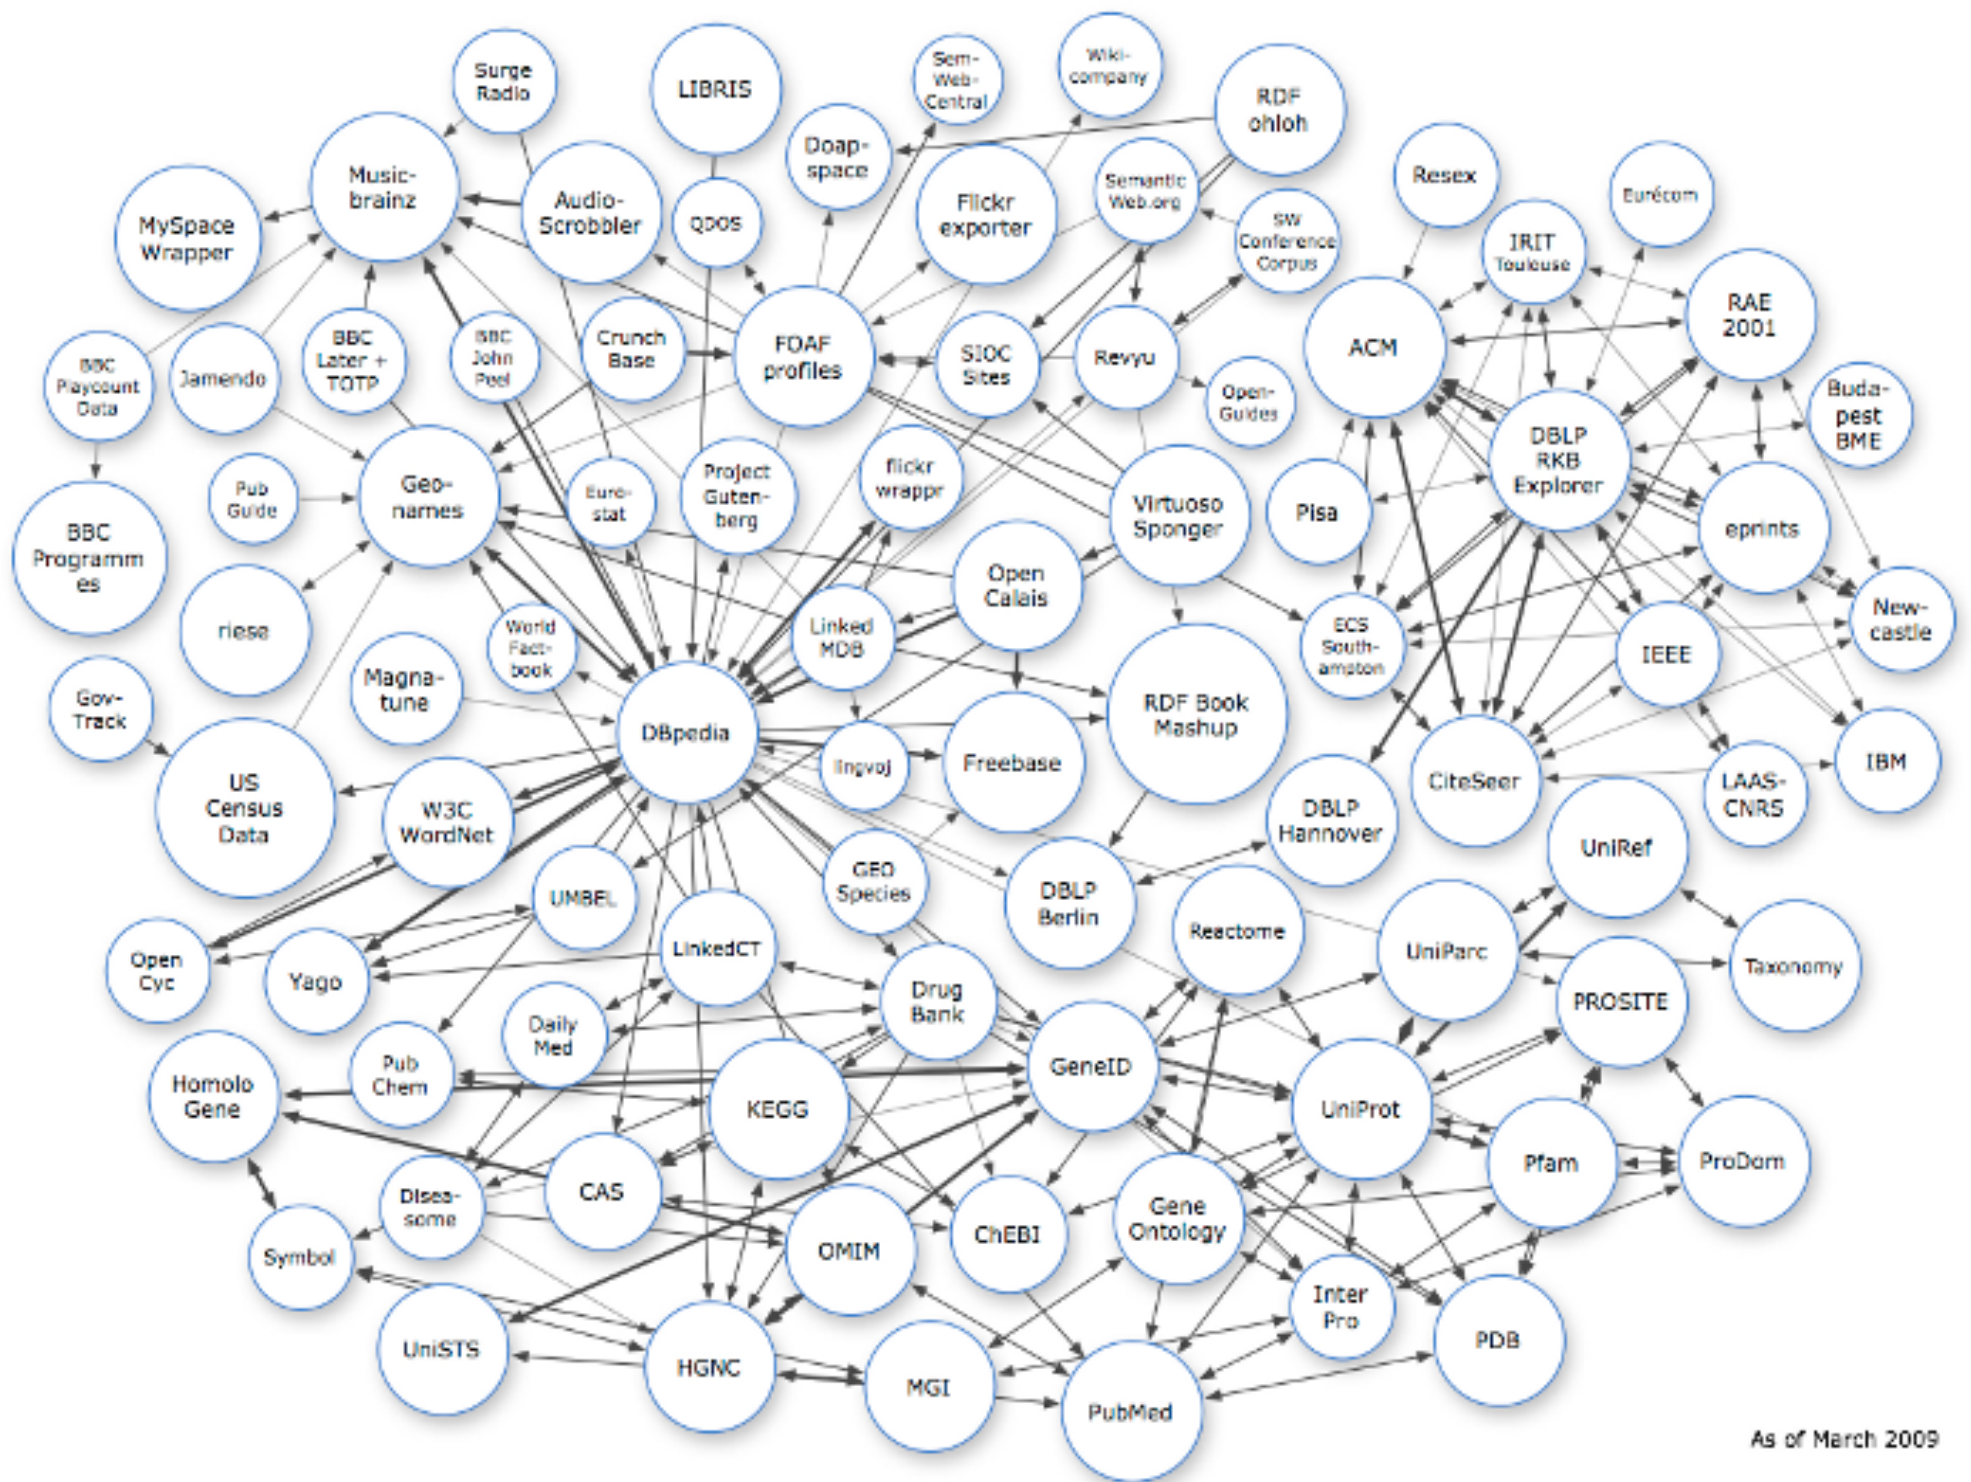 Surge
Radio
LIBRIS
Sem-
Web-
Central
Wiki-
company
RDF
ohloh
Doap-
space
Music-
brainz
MySpace
Wrapper
Audio-
Scrobbler
QDOS
Flickr
exporter
Semantic
Web.org
SW
Conference
Corpus
Resex
Eurécom
IRIT
Toulouse
RAE
2001
ACM
BBC
Playcount
Data
Jamendo
BBC
Later +
TOTP
BBC
John
Peel
Crunch
Base
FOAF
profiles
SIOC
Sites
Revyu
Open-
Guides
Buda-
pest
BME
DBLP
RKB
Explorer
Pub
Guide
Geo-
names
Euro-
stat
Project
Guten-
berg
flickr
wrappr
Virtuoso
Sponger
Pisa
eprints
BBC
Programm
es
riese
World
Fact-
book
Linked
MDB
Open
Calais
ECS
South-
ampton
IEEE
New-
castle
Gov-
Track
Magna-
tune
DBpedia
lingvoj
Freebase
RDF Book
Mashup
CiteSeer
LAAS-
CNRS
IBM
US
Census
Data
W3C
WordNet
UMBEL
GEO
Species
DBLP
Berlin
DBLP
Hannover
UniRef
Open
Cyc
Yago
LinkedCT
Reactome
UniParc
Taxonomy
PROSITE
Daily
Med
Drug
Bank
Pub
Chem
Homolo
Gene
KEGG
GeneID
UniProt
Pfam
ProDom
Disea-
some
CAS
OMIM
ChEBI
Gene
Ontology
Symbol
Inter
Pro
PDB
UniSTS
HGNC
MGI
PubMed
As of March 2009